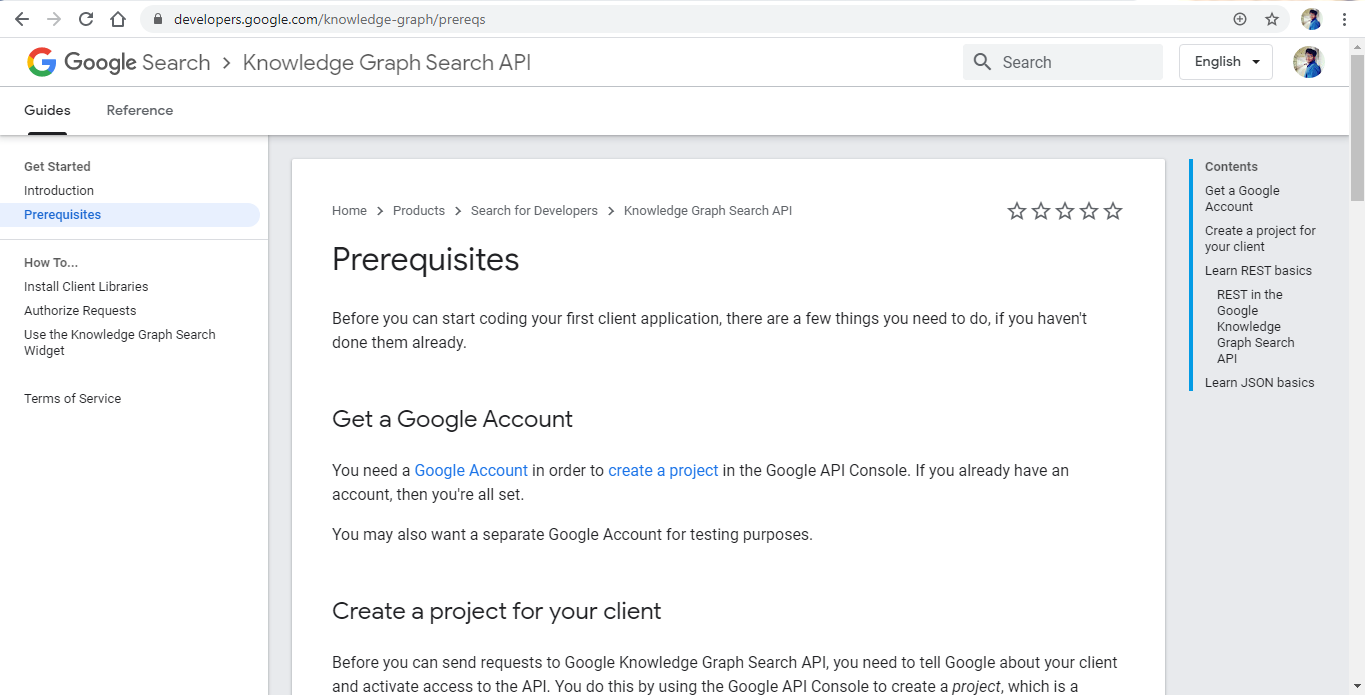 developers.google.com/knowledge-graph/prereqs
Google Search > Knowledge Graph Search API
Search
English
Guides
Reference
Get Started
Introduction
Prerequisites
How To...
Install Client Libraries
Authorize Requests
Use the Knowledge Graph Search
Widget
Terms of Service
Home > Products > Search for Developers > Knowledge Graph Search API
Prerequisites
Before you can start coding your first client application, there are a few things you need to do, if you haven't
done them already.
Get a Google Account
You need a Google Account in order to create a project in the Google API Console. If you already have an
account, then you're all set.
You may also want a separate Google Account for testing purposes.
Create a project for your client
Before you can send requests to Google Knowledge Graph Search API, you need to tell Google about your client
and activate access to the API. You do this by using the Google API Console to create a project, which is a
Contents
Get a Google
Account
Create a project for
your client
Learn REST basics
REST in the
Google
Knowledge
Graph Search
API
Learn JSON basics